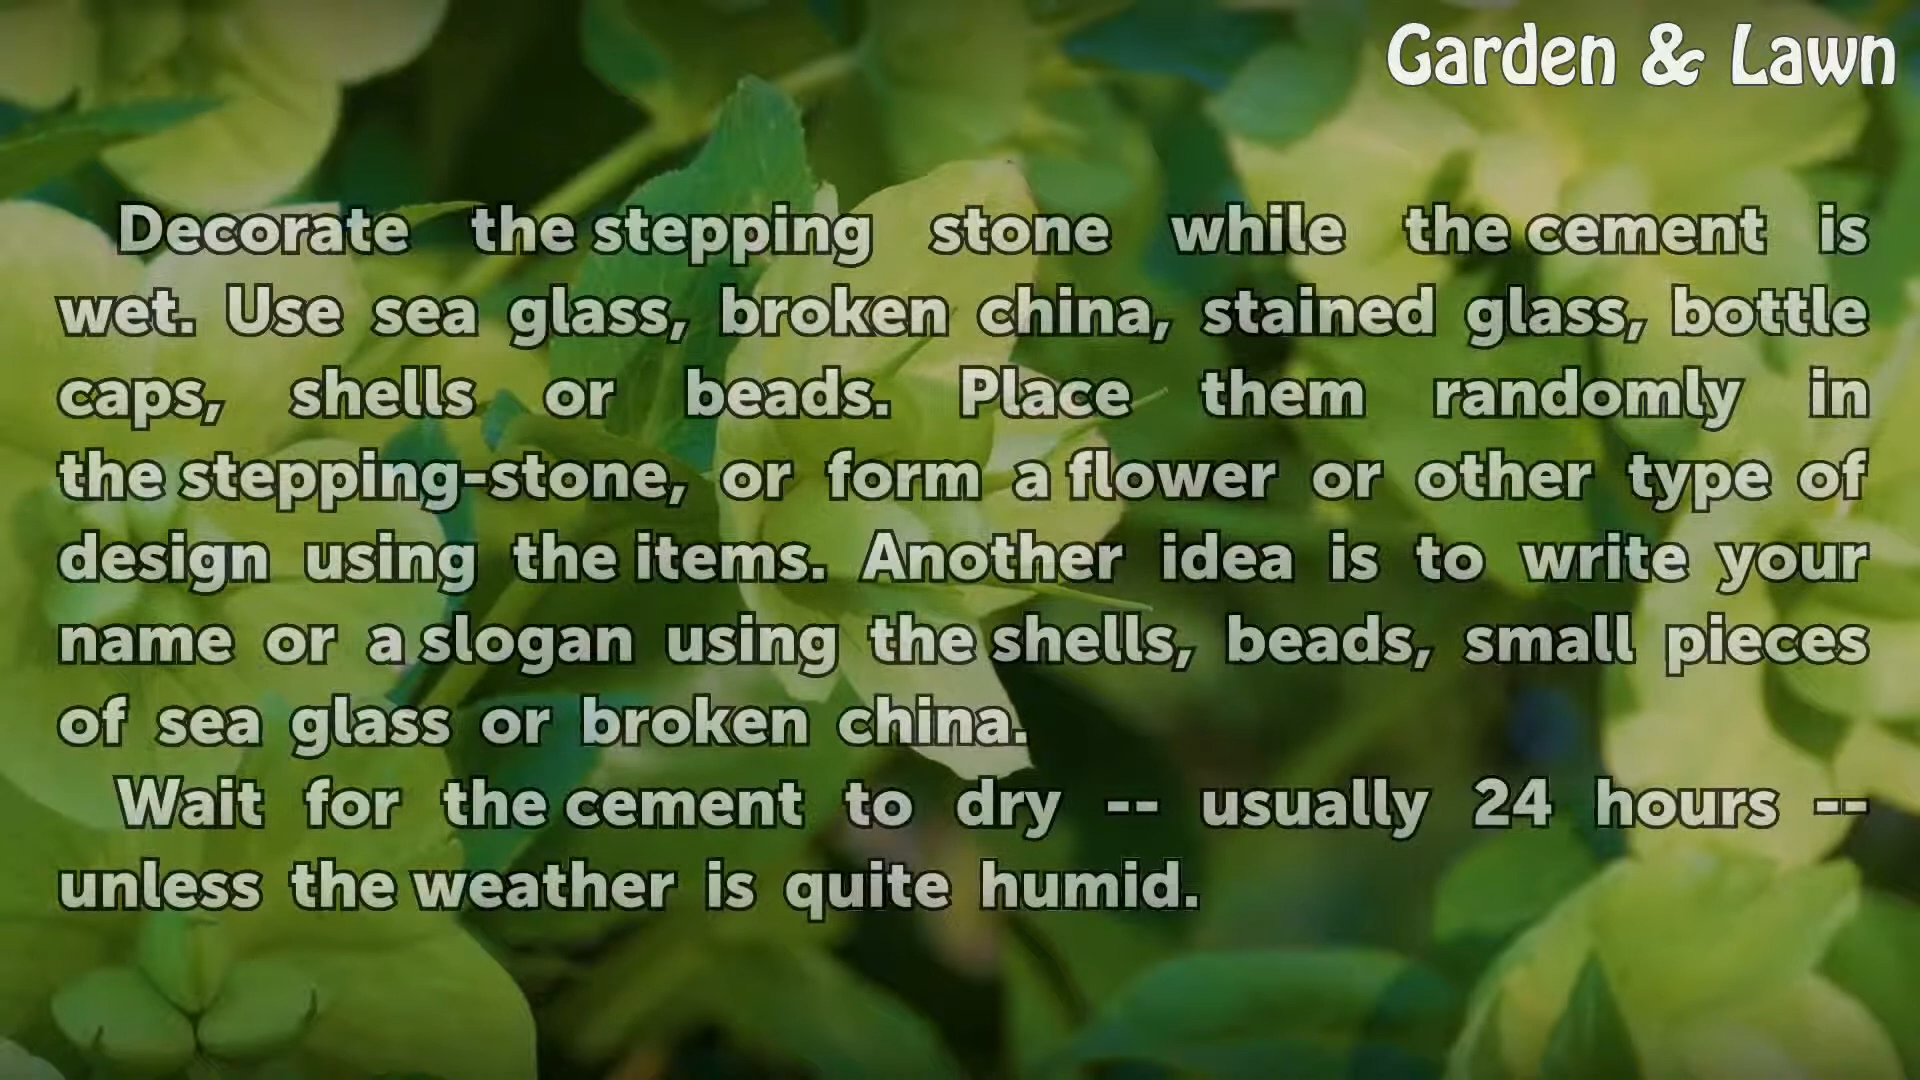 Garden & Lawn
Decorate the stepping stone while the cement is
wet. Use sea glass, broken china, stained glass, bottle
caps, shells or beads. Place them randomly in
the stepping-stone, or form a flower or other type of
design using the items. Another idea is to write your
name or a slogan using the shells, beads, small pieces
of sea glass or broken china.
Wait for the cement to dry -- usually 24 hours --
unless the weather is quite humid.